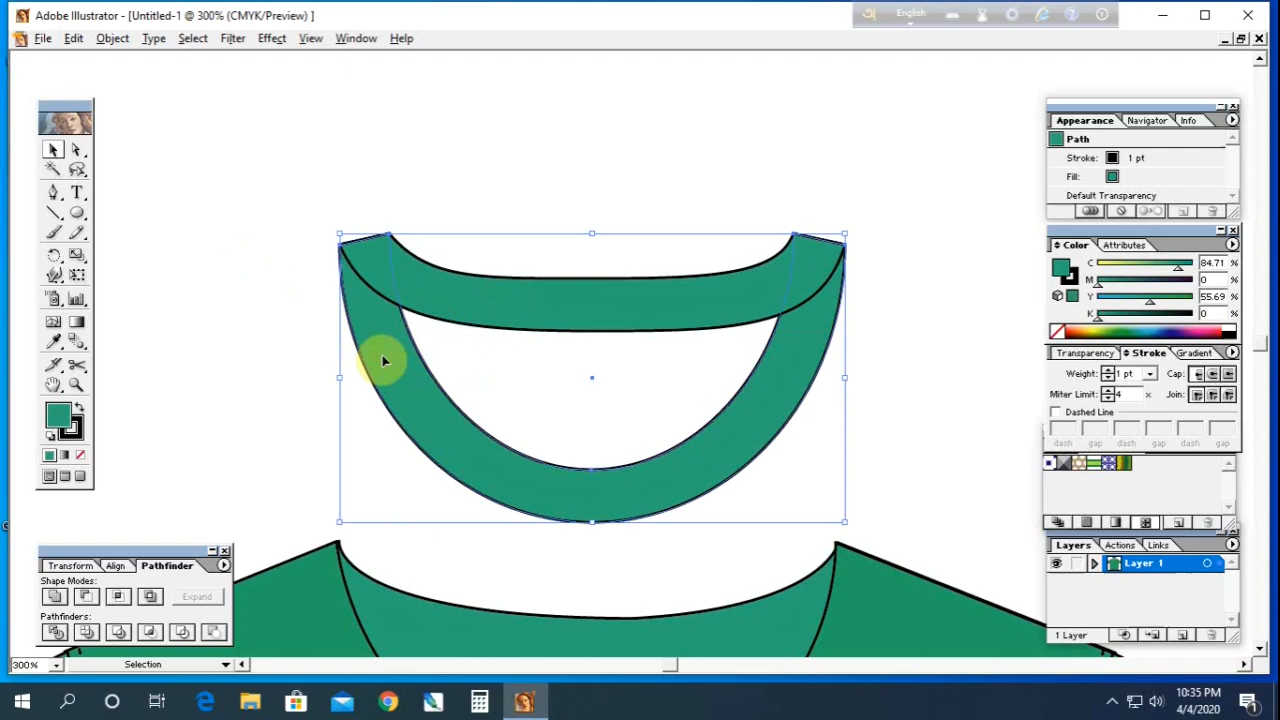 Adobe Illustrator - [Untitled-1 @ 300% (CMYK/Preview) ]
English
File Edit Object Type Select Filter Effect View Window Help
Appearance Navigator Info
Path
Stroke: 1 pt
Fill:
Default Transparency
Color Attributes
C 84.71 %
M 0 %
Y 55.69 %
K 0 %
Transparency Stroke Gradient
Weight: 1 pt Cap:
Miter Limit: 4 x Join:
Dashed Line
dash gap dash gap dash gap
Layers Actions Links
Layer 1
1 Layer
Transform Align Pathfinder
Shape Modes:
Expand
Pathfinders:
300% Selection
10:35 PM
4/4/2020